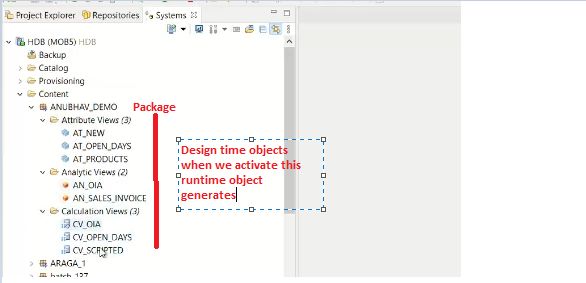 Project Explorer Repositories Systems
HDB (MOB5) HDB
Backup
Catalog
Provisioning
Content
ANUBHAV_DEMO Package
Attribute Views (3)
AT_NEW
AT_OPEN_DAYS
AT_PRODUCTS
Analytic Views (2)
AN_OIA
AN_SALES_INVOICE
Calculation Views (3)
CV_OIA
CV_OPEN_DAYS
CV_SCRIPTED
ARAGA_1
batch_137
Design time objects
when we activate this
runtime object
generates